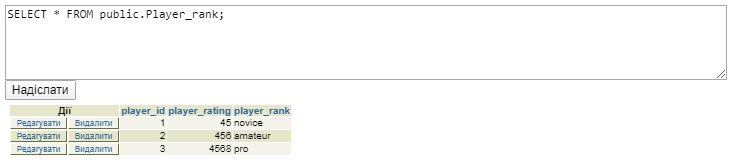 SELECT * FROM public.Player_rank;
Надіслати
Дії player_id player_rating player_rank
Редагувати Видалити 1 45 novice
Редагувати Видалити 2 456 amateur
Редагувати Видалити 3 4568 pro